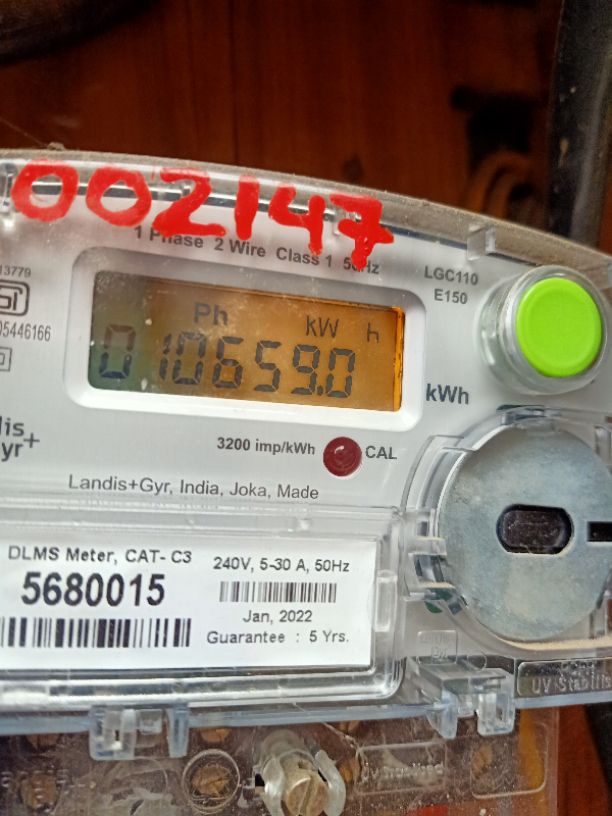 002147
1 Phase 2 Wire Class 1 50Hz
LGC110
E150
13779
05446166
Ph kW h
010659.0
kWh
3200 imp/kWh
CAL
Landis+Gyr, India, Joka, Made
DLMS Meter, CAT- C3
5680015
240V, 5-30 A, 50Hz
Jan, 2022
Guarantee : 5 Yrs.